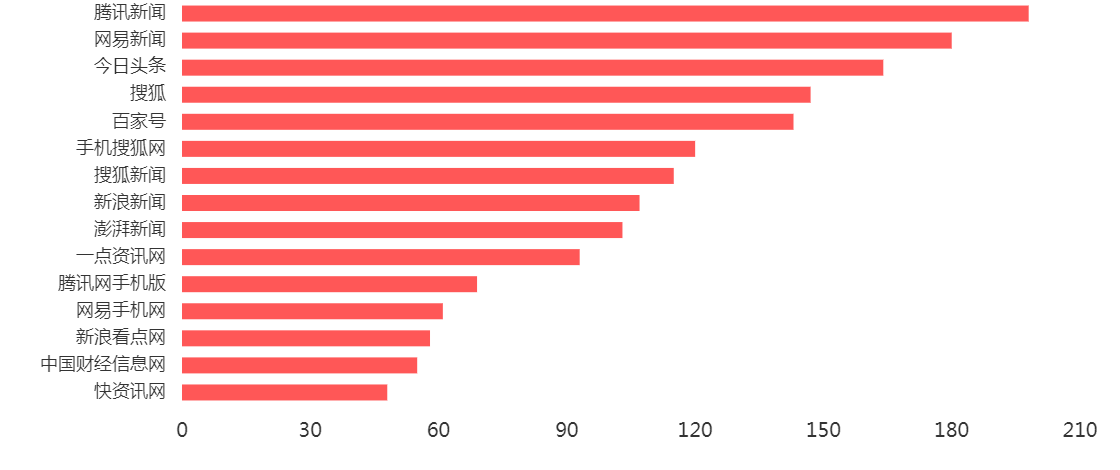 腾讯新闻
网易新闻
今日头条
搜狐
百家号
手机搜狐网
搜狐新闻
新浪新闻
澎湃新闻
一点资讯网
腾讯网手机版
网易手机网
新浪看点网
中国财经信息网
快资讯网
0 30 60 90 120 150 180 210